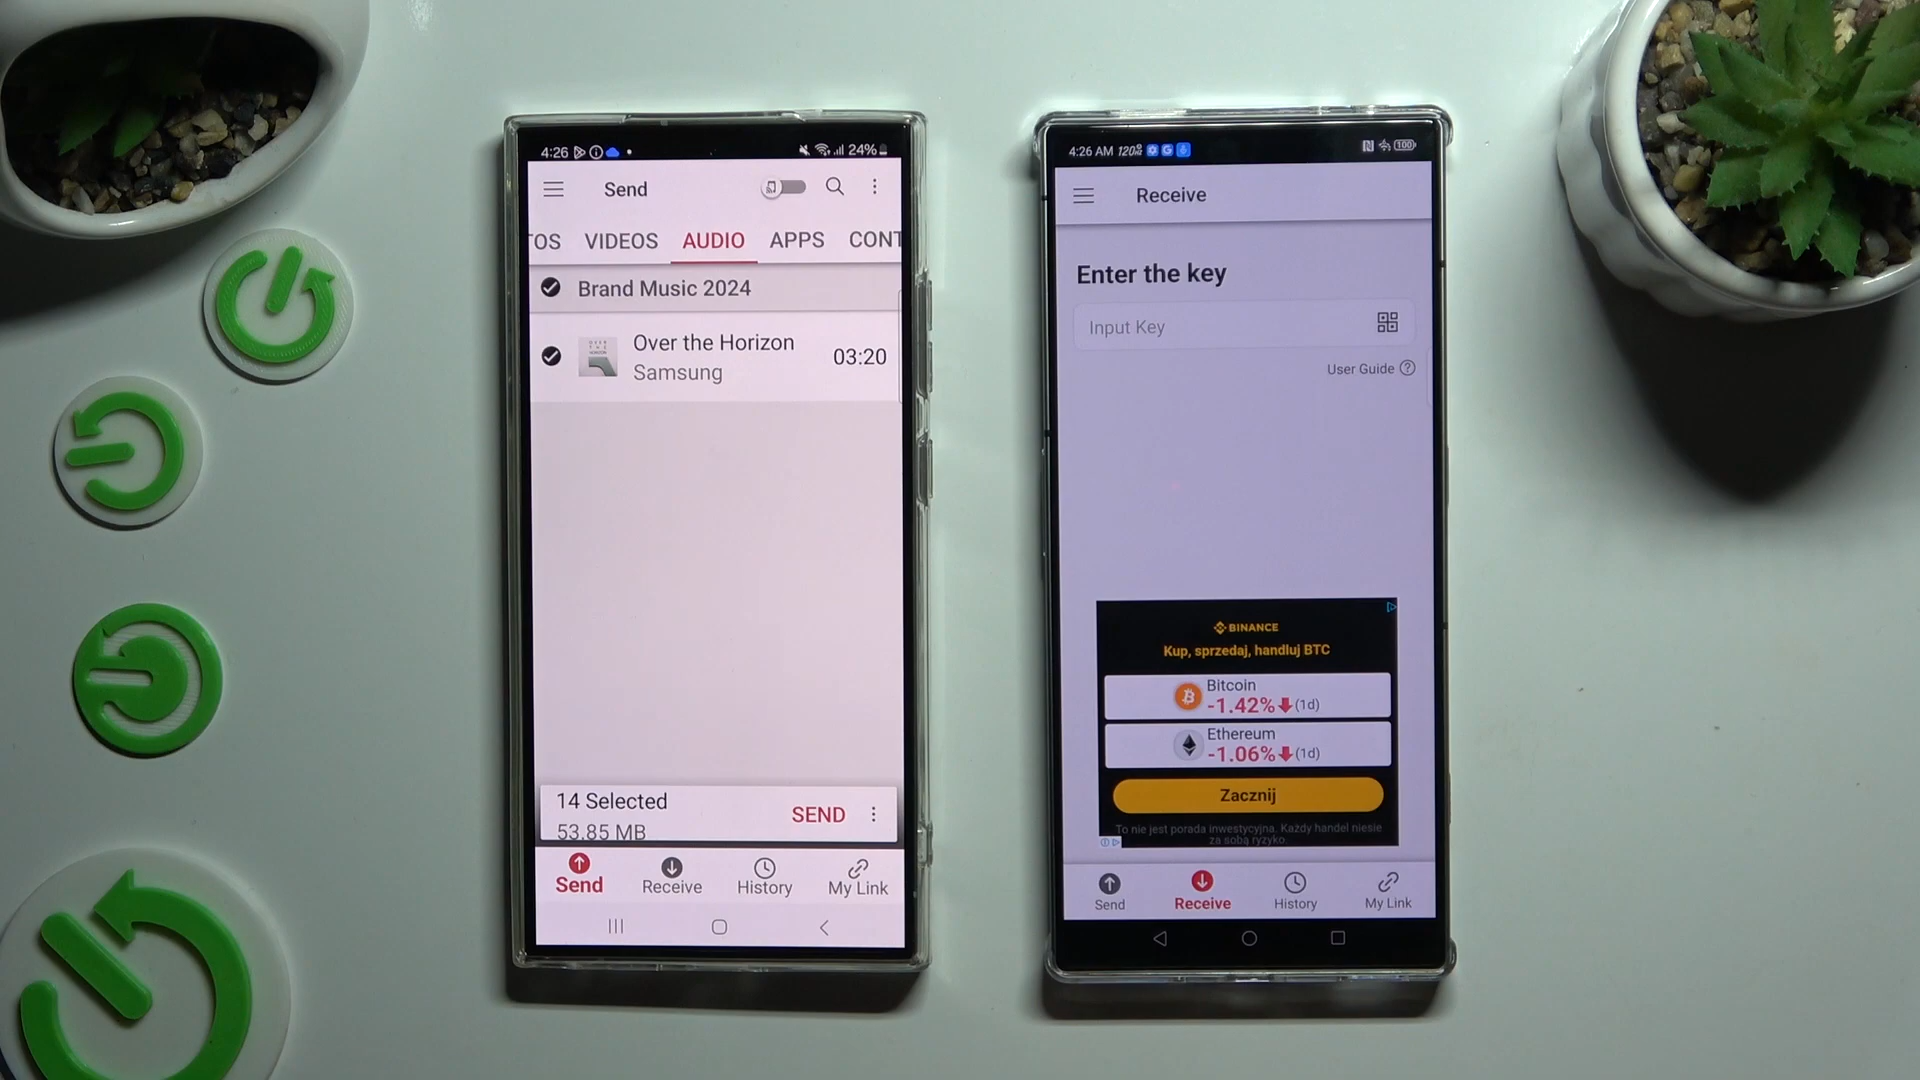 4:26
24%
Send
TOS VIDEOS AUDIO APPS CONT
Brand Music 2024
Over the Horizon
Samsung
03:20
14 Selected
53.85 MB
SEND
Send
Receive
History
My Link
4:26 AM
100
Receive
Enter the key
Input Key
User Guide
BINANCE
Kup, sprzedaj, handluj BTC
Bitcoin
-1.42% (1d)
Ethereum
-1.06% (1d)
Zacznij
To nie jest porada inwestycyjna. Każdy handel niesie
za sobą ryzyko.
Send
Receive
History
My Link